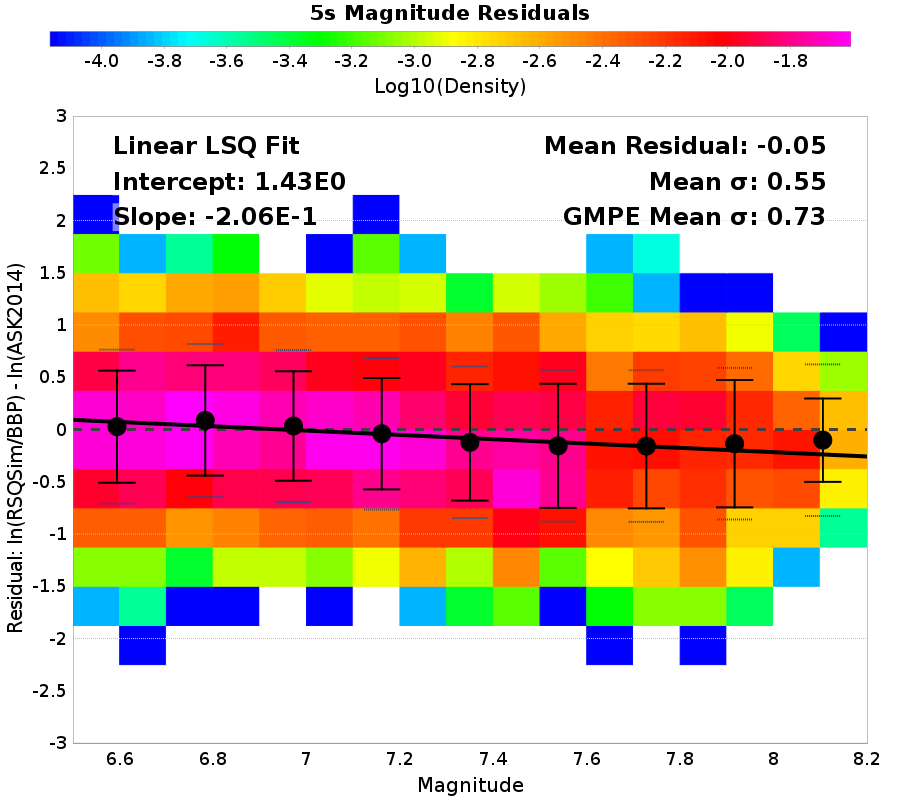 5s Magnitude Residuals
-4.0 -3.8 -3.6 -3.4 -3.2 -3.0 -2.8 -2.6 -2.4 -2.2 -2.0 -1.8
Log10(Density)
Linear LSQ Fit
Intercept: 1.43E0
Slope: -2.06E-1
Mean Residual: -0.05
Mean σ: 0.55
GMPE Mean σ: 0.73
Residual: ln(RSQSim/BBP) - ln(ASK2014)
3
2.5
2
1.5
1
0.5
0
-0.5
-1
-1.5
-2
-2.5
-3
6.6 6.8 7 7.2 7.4 7.6 7.8 8 8.2
Magnitude